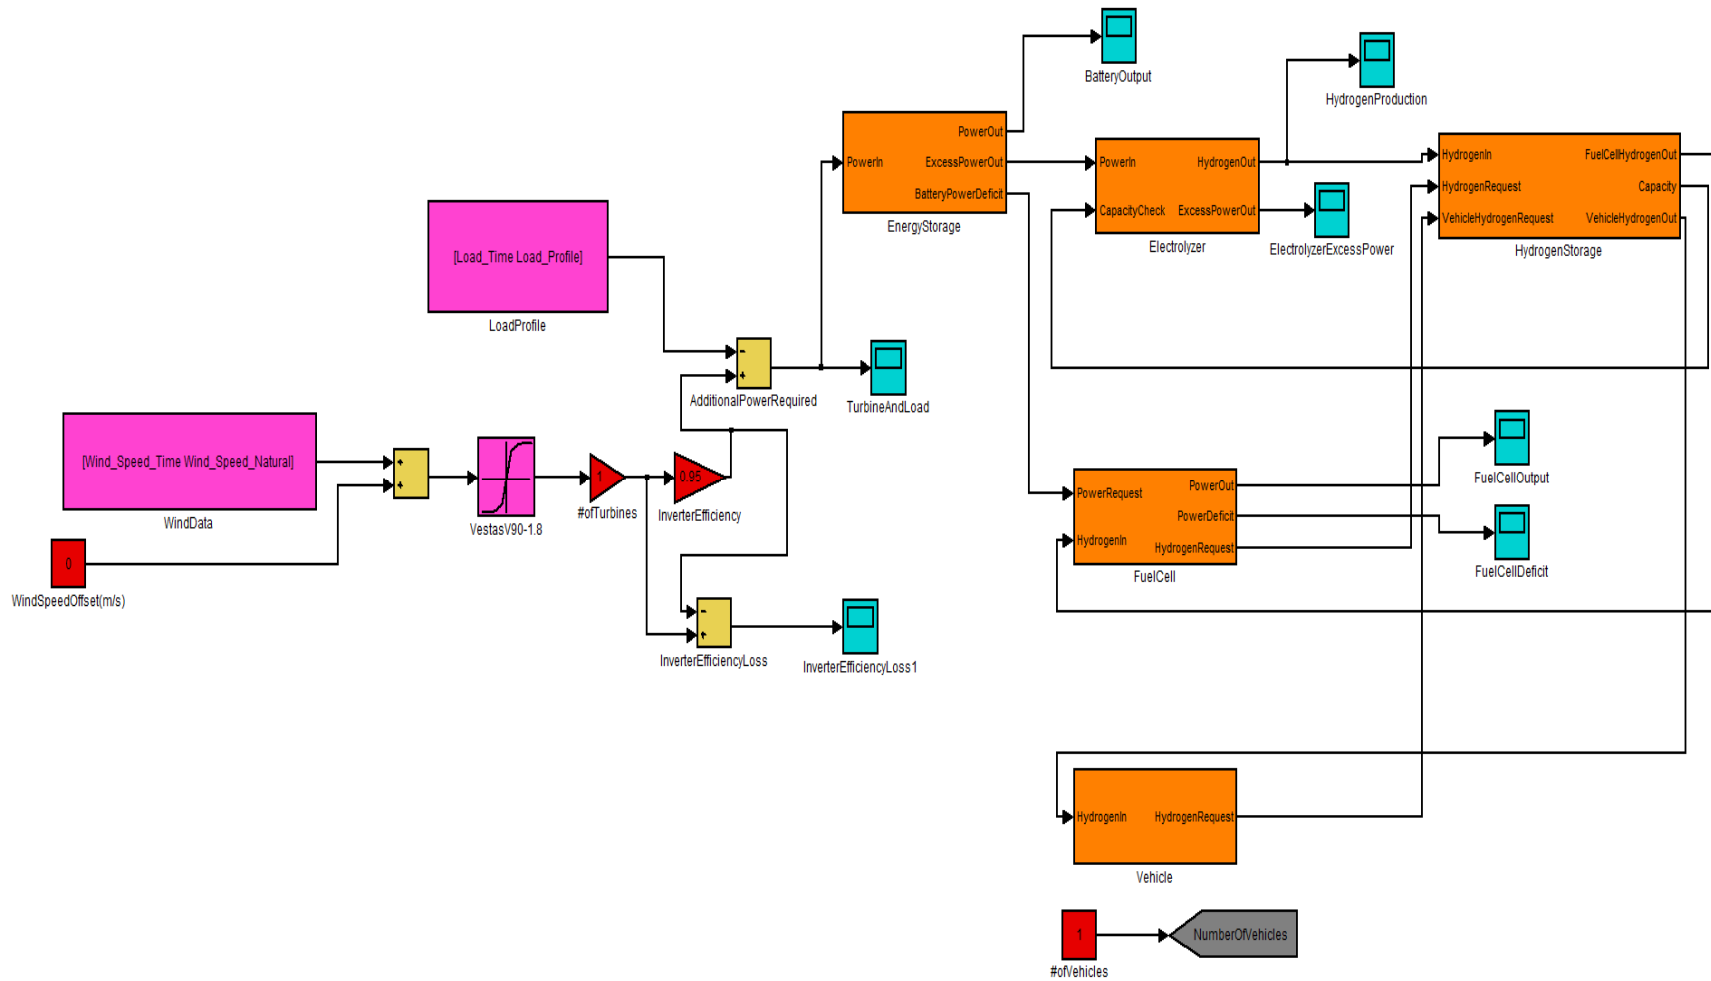 BatteryOutput
HydrogenProduction
PowerIn
PowerOut
ExcessPowerOut
BatteryPowerDeficit
EnergyStorage
PowerIn
HydrogenOut
CapacityCheck
ExcessPowerOut
Electrolyzer
ElectrolyzerExcessPower
HydrogenIn
FuelCellHydrogenOut
HydrogenRequest
Capacity
VehicleHydrogenRequest
VehicleHydrogenOut
HydrogenStorage
[Load_Time Load_Profile]
LoadProfile
-
+
AdditionalPowerRequired
TurbineAndLoad
[Wind_Speed_Time Wind_Speed_Natural]
WindData
+
+
VestasV90-1.8
1
#ofTurbines
0.95
InverterEfficiency
0
WindSpeedOffset(m/s)
-
+
InverterEfficiencyLoss
InverterEfficiencyLoss1
PowerRequest
PowerOut
PowerDeficit
HydrogenIn
HydrogenRequest
FuelCell
FuelCellOutput
FuelCellDeficit
HydrogenIn
HydrogenRequest
Vehicle
1
#ofVehicles
NumberOfVehicles